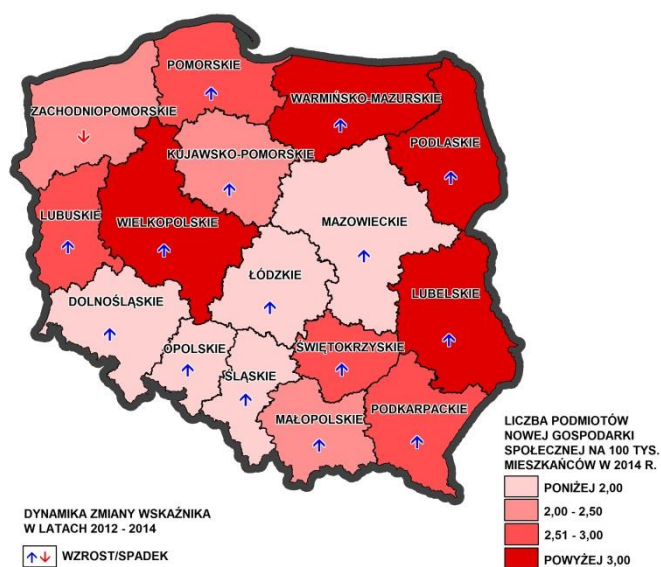 POMORSKIE
WARMIŃSKO-MAZURSKIE
ZACHODNIOPOMORSKIE
PODLASKIE
KUJAWSKO-POMORSKIE
LUBUSKIE
WIELKOPOLSKIE
MAZOWIECKIE
ŁÓDZKIE
DOLNOŚLĄSKIE
LUBELSKIE
OPOLSKIE
ŚWIĘTOKRZYSKIE
ŚLĄSKIE
MAŁOPOLSKIE
PODKARPACKIE
LICZBA PODMIOTÓW
NOWEJ GOSPODARKI
SPOŁECZNEJ NA 100 TYS.
MIESZKAŃCÓW W 2014 R.
PONIŻEJ 2,00
2,00 - 2,50
2,51 - 3,00
POWYŻEJ 3,00
DYNAMIKA ZMIANY WSKAŹNIKA
W LATACH 2012 - 2014
WZROST/SPADEK